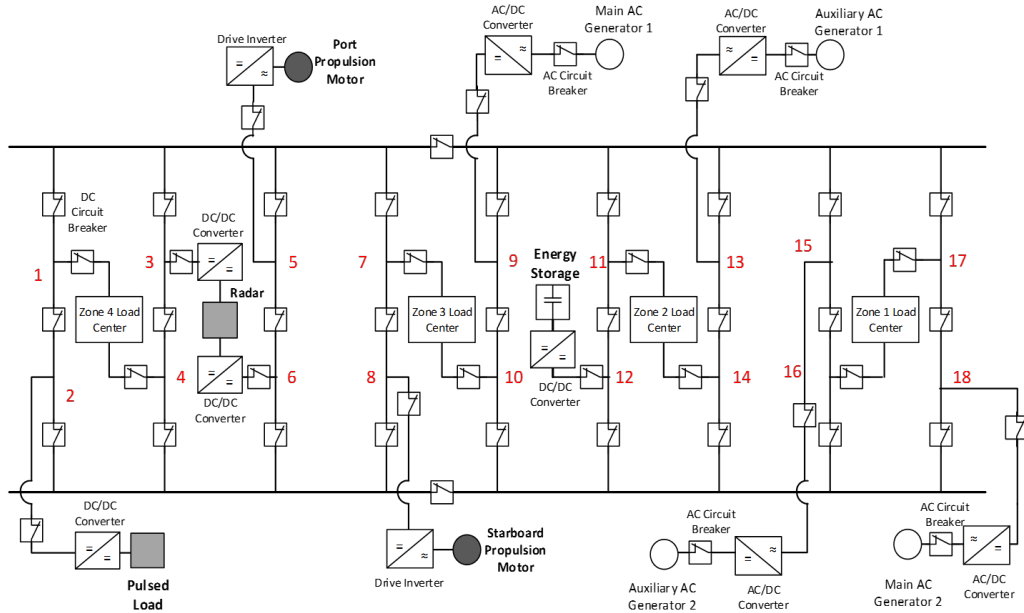 Main AC
Generator 1
AC/DC
Converter
AC Circuit
Breaker
AC/DC
Converter
Auxiliary AC
Generator 1
AC Circuit
Breaker
Drive Inverter
Port
Propulsion
Motor
DC
Circuit
Breaker
DC/DC
Converter
Radar
DC/DC
Converter
Energy
Storage
DC/DC
Converter
1
3
5
7
9
11
13
15
17
Zone 4 Load
Center
Zone 3 Load
Center
Zone 2 Load
Center
Zone 1 Load
Center
2
4
6
8
10
12
14
16
18
DC/DC
Converter
Pulsed
Load
Drive Inverter
Starboard
Propulsion
Motor
Auxiliary AC
Generator 2
AC Circuit
Breaker
AC/DC
Converter
Main AC
Generator 2
AC Circuit
Breaker
AC/DC
Converter